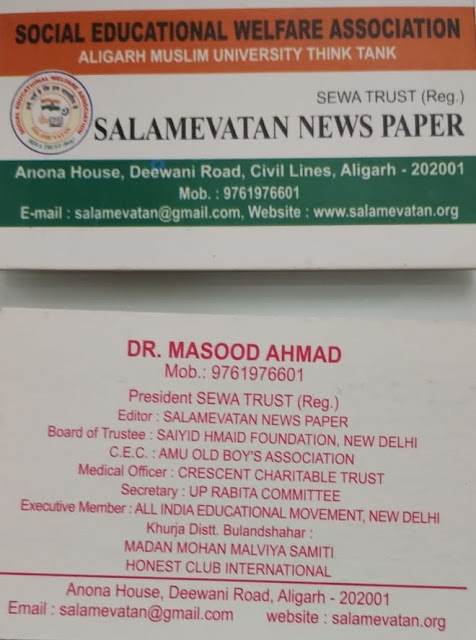 SOCIAL EDUCATIONAL WELFARE ASSOCIATION
ALIGARH MUSLIM UNIVERSITY THINK TANK
SOCIAL EDUCATIONAL WELFARE ASSOCIATION
SALAMEVATAN
SEWA TRUST (Reg.)
SALAMEVATAN NEWS PAPER
Anona House, Deewani Road, Civil Lines, Aligarh - 202001
Mob. : 9761976601
E-mail : salamevatan@gmail.com, Website : www.salamevatan.org
DR. MASOOD AHMAD
Mob.: 9761976601
President SEWA TRUST (Reg.)
Editor : SALAMEVATAN NEWS PAPER
Board of Trustee : SAIYID HMAID FOUNDATION, NEW DELHI
C.E.C. : AMU OLD BOY'S ASSOCIATION
Medical Officer : CRESCENT CHARITABLE TRUST
Secretary : UP RABITA COMMITTEE
Executive Member : ALL INDIA EDUCATIONAL MOVEMENT, NEW DELHI
Khurja Distt. Bulandshahar :
MADAN MOHAN MALVIYA SAMITI
HONEST CLUB INTERNATIONAL
Anona House, Deewani Road, Aligarh - 202001
Email : salamevatan@gmail.com website : salamevatan.org